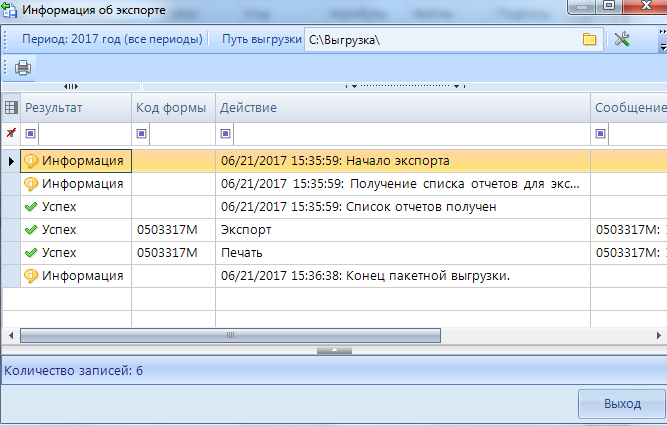 Информация об экспорте
Период: 2017 год (все периоды) Путь выгрузки C:\Выгрузка\
Результат Код формы Действие Сообщение
Информация 06/21/2017 15:35:59: Начало экспорта
Информация 06/21/2017 15:35:59: Получение списка отчетов для экс...
Успех 06/21/2017 15:35:59: Список отчетов получен
Успех 0503317M Экспорт 0503317M:
Успех 0503317M Печать 0503317M:
Информация 06/21/2017 15:36:38: Конец пакетной выгрузки.
Количество записей: 6
Выход